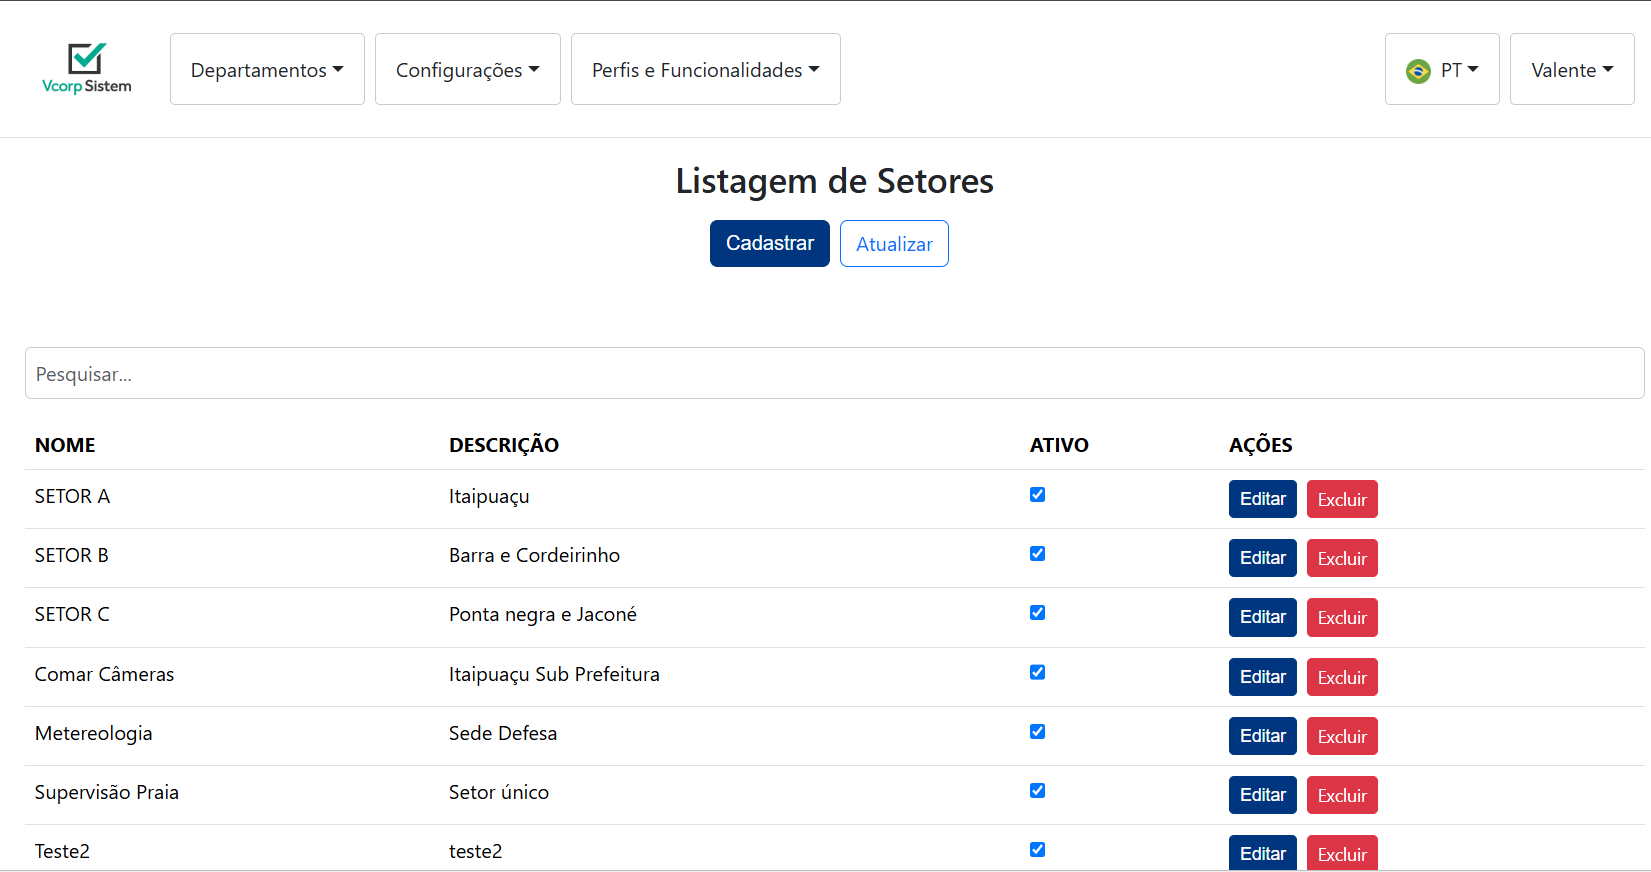 Vcorp Sistem
Departamentos
Configurações
Perfis e Funcionalidades
PT
Valente
Listagem de Setores
Cadastrar Atualizar
Pesquisar...
NOME DESCRIÇÃO ATIVO AÇÕES
SETOR A Itaipuaçu Editar Excluir
SETOR B Barra e Cordeirinho Editar Excluir
SETOR C Ponta negra e Jaconé Editar Excluir
Comar Câmeras Itaipuaçu Sub Prefeitura Editar Excluir
Metereologia Sede Defesa Editar Excluir
Supervisão Praia Setor único Editar Excluir
Teste2 teste2 Editar Excluir